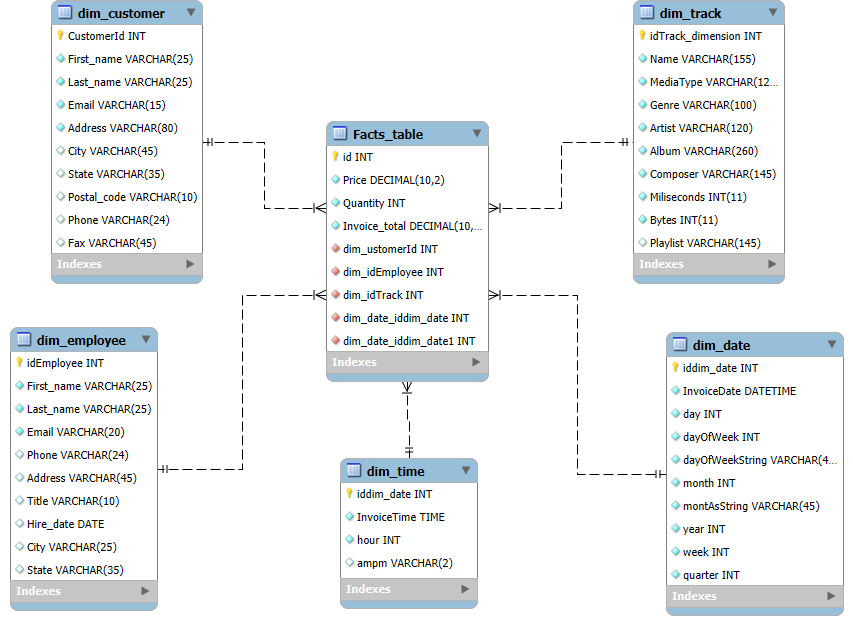 dim_customer
CustomerId INT
First_name VARCHAR(25)
Last_name VARCHAR(25)
Email VARCHAR(15)
Address VARCHAR(80)
City VARCHAR(45)
State VARCHAR(35)
Postal_code VARCHAR(10)
Phone VARCHAR(24)
Fax VARCHAR(45)
Indexes
dim_track
idTrack_dimension INT
Name VARCHAR(155)
MediaType VARCHAR(12...
Genre VARCHAR(100)
Artist VARCHAR(120)
Album VARCHAR(260)
Composer VARCHAR(145)
Miliseconds INT(11)
Bytes INT(11)
Playlist VARCHAR(145)
Indexes
Facts_table
id INT
Price DECIMAL(10,2)
Quantity INT
Invoice_total DECIMAL(10,...
dim_ustomerId INT
dim_idEmployee INT
dim_idTrack INT
dim_date_iddim_date INT
dim_date_iddim_date1 INT
Indexes
dim_employee
idEmployee INT
First_name VARCHAR(25)
Last_name VARCHAR(25)
Email VARCHAR(20)
Phone VARCHAR(24)
Address VARCHAR(45)
Title VARCHAR(10)
Hire_date DATE
City VARCHAR(25)
State VARCHAR(35)
Indexes
dim_time
iddim_date INT
InvoiceTime TIME
hour INT
ampm VARCHAR(2)
Indexes
dim_date
iddim_date INT
InvoiceDate DATETIME
day INT
dayOfWeek INT
dayOfWeekString VARCHAR(4...
month INT
montAsString VARCHAR(45)
year INT
week INT
quarter INT
Indexes